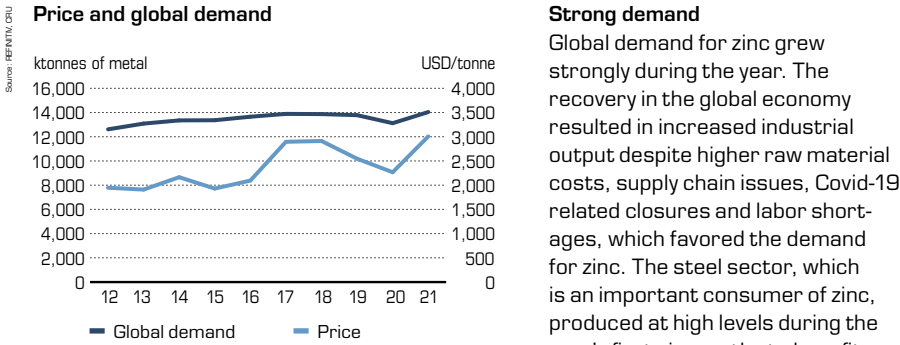 Source: REFINITIV, CRU
Price and global demand
ktonnes of metal
USD/tonne
16,000
14,000
12,000
10,000
8,000
6,000
4,000
2,000
0
4,000
3,500
3,000
2,500
2,000
1,500
1,000
500
0
12 13 14 15 16 17 18 19 20 21
Global demand
Price
Strong demand
Global demand for zinc grew
strongly during the year. The
recovery in the global economy
resulted in increased industrial
output despite higher raw material
costs, supply chain issues, Covid-19
related closures and labor short-
ages, which favored the demand
for zinc. The steel sector, which
is an important consumer of zinc,
produced at high levels during the